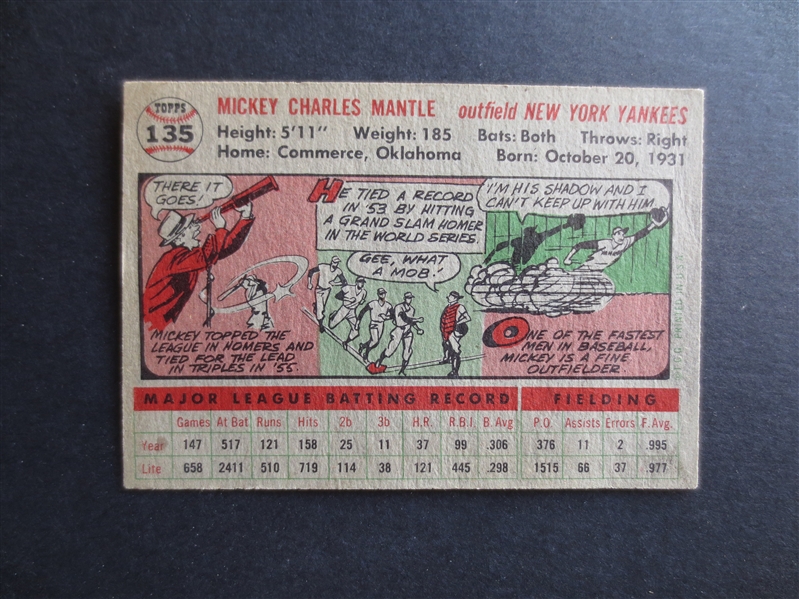 TOPPS
135
MICKEY CHARLES MANTLE outfield NEW YORK YANKEES
Height: 5'11" Weight: 185 Bats: Both Throws: Right
Home: Commerce, Oklahoma Born: October 20, 1931
THERE IT
GOES!
MICKEY TOPPED THE
LEAGUE IN HOMERS AND
TIED FOR THE LEAD
IN TRIPLES IN '55.
HE TIED A RECORD
IN '53 BY HITTING
A GRAND SLAM HOMER
IN THE WORLD SERIES.
GEE, WHAT
A MOB!
I'M HIS SHADOW AND I
CAN'T KEEP UP WITH HIM.
ONE OF THE FASTEST
MEN IN BASEBALL,
MICKEY IS A FINE
OUTFIELDER.
PRINTED IN U.S.A.
MAJOR LEAGUE BATTING RECORD FIELDING
Games At Bat Runs Hits 2b 3b H.R. R.B.I. B. Avg P.O. Assists Errors F. Avg.
Year 147 517 121 158 25 11 37 99 .306 376 11 2 .995
Life 658 2411 510 719 114 38 121 445 .298 1515 66 37 .977